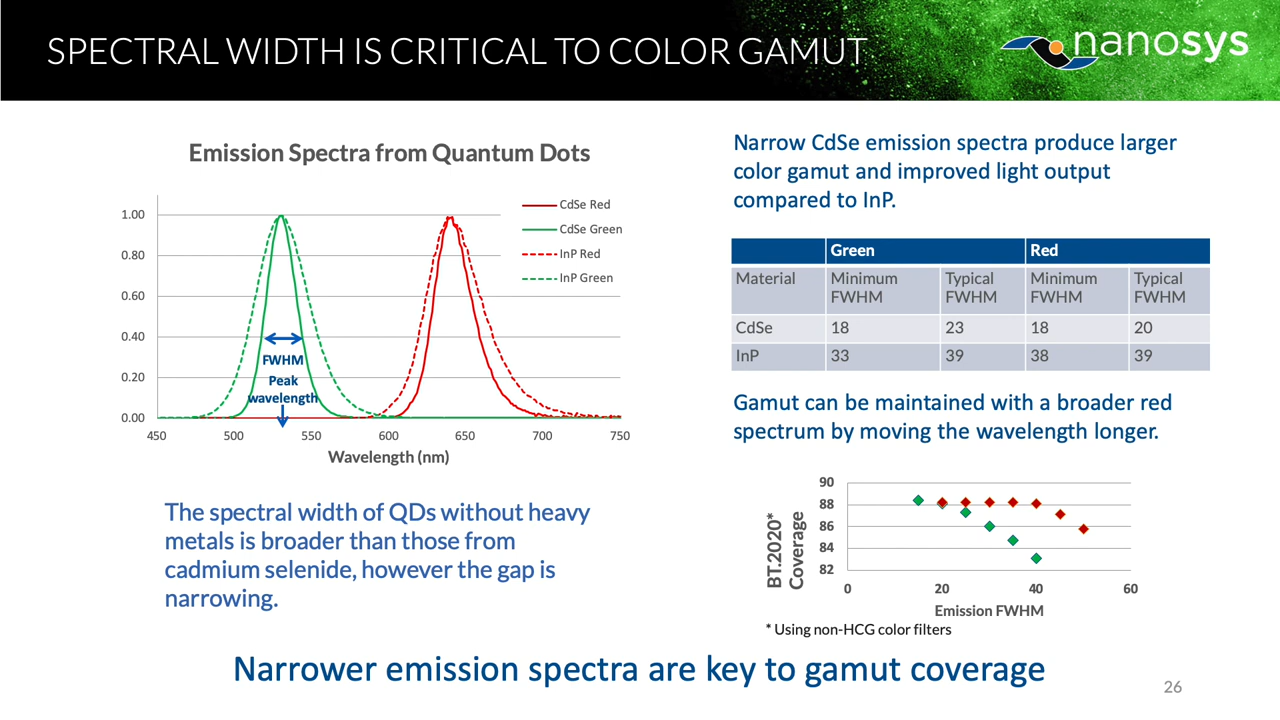 SPECTRAL WIDTH IS CRITICAL TO COLOR GAMUT
nanosys
Emission Spectra from Quantum Dots
1.00
0.80
0.60
0.40
0.20
0.00
450
500
550
600
650
700
750
Wavelength (nm)
CdSe Red
CdSe Green
InP Red
InP Green
FWHM
Peak
wavelength
The spectral width of QDs without heavy
metals is broader than those from
cadmium selenide, however the gap is
narrowing.
Narrow CdSe emission spectra produce larger
color gamut and improved light output
compared to InP.
Green Red
Material Minimum FWHM Typical FWHM Minimum FWHM Typical FWHM
CdSe 18 23 18 20
InP 33 39 38 39
Gamut can be maintained with a broader red
spectrum by moving the wavelength longer.
BT.2020*
Coverage
90
88
86
84
82
0
20
40
60
Emission FWHM
* Using non-HCG color filters
Narrower emission spectra are key to gamut coverage
26